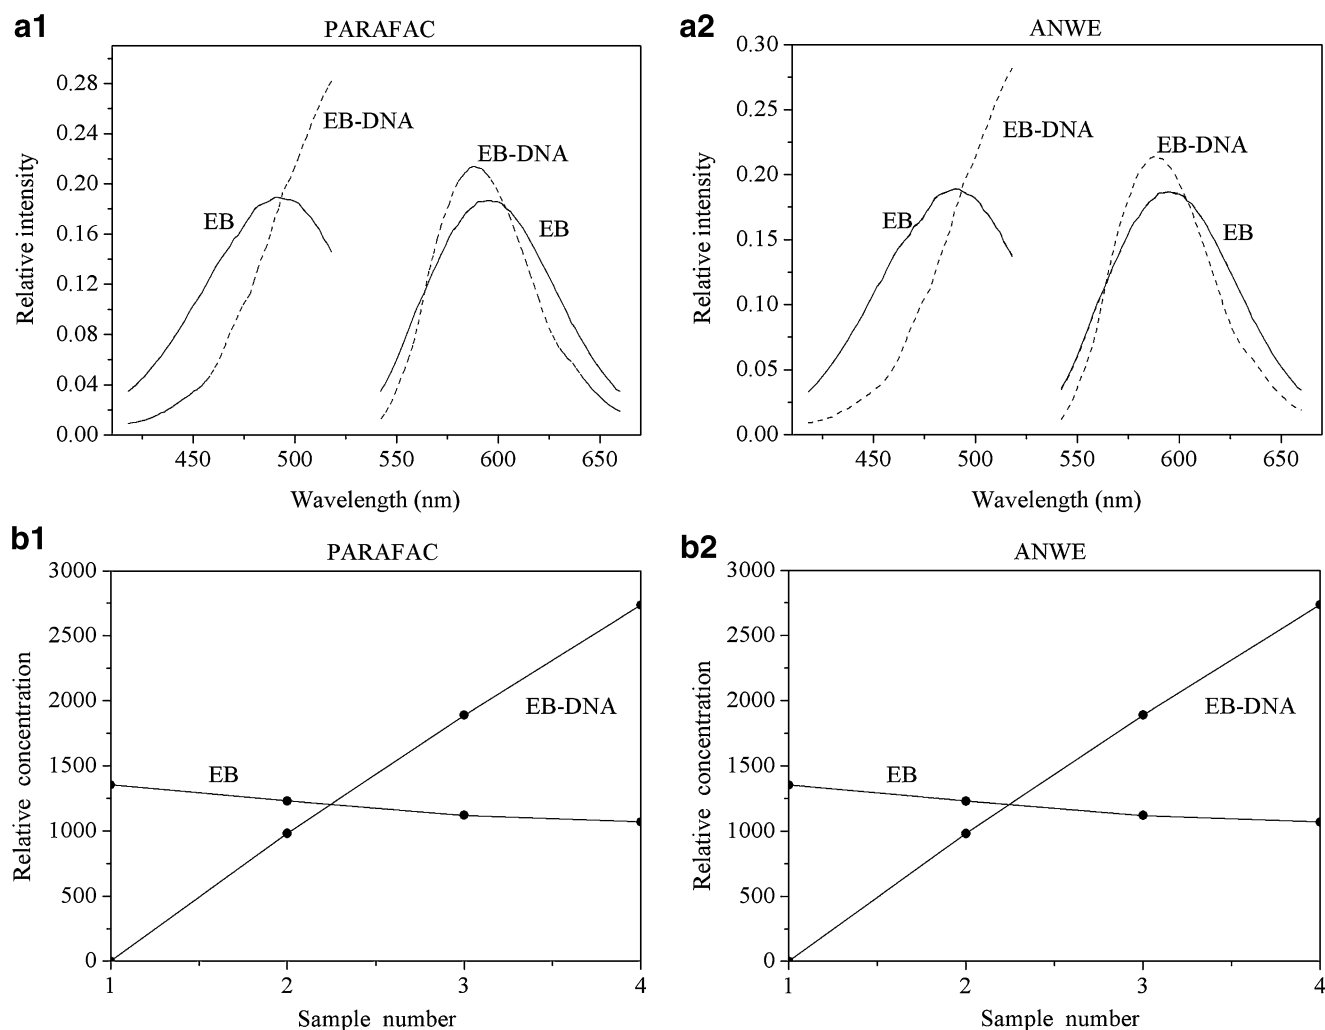 a1
PARAFAC
0.28
0.24
0.20
0.16
0.12
0.08
0.04
0.00
Relative intensity
EB
EB-DNA
EB-DNA
EB
450 500 550 600 650
Wavelength (nm)
a2
ANWE
0.30
0.25
0.20
0.15
0.10
0.05
0.00
Relative intensity
EB
EB-DNA
EB-DNA
EB
450 500 550 600 650
Wavelength (nm)
b1
PARAFAC
3000
2500
2000
1500
1000
500
0
Relative concentration
EB
EB-DNA
1 2 3 4
Sample number
b2
ANWE
3000
2500
2000
1500
1000
500
0
Relative concentration
EB
EB-DNA
1 2 3 4
Sample number